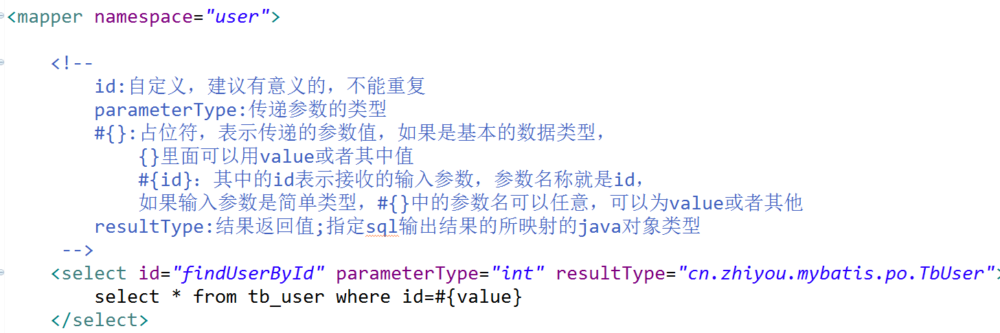 <mapper namespace="user">
<!--
id:自定义，建议有意义的，不能重复
parameterType:传递参数的类型
#{}:占位符，表示传递的参数值，如果是基本的数据类型，
{}里面可以用value或者其中值
#{id}：其中的id表示接收的输入参数，参数名称就是id，
如果输入参数是简单类型，#{}中的参数名可以任意，可以为value或者其他
resultType:结果返回值;指定sql输出结果的所映射的java对象类型
-->
<select id="findUserById" parameterType="int" resultType="cn.zhiyou.mybatis.po.TbUser">
select * from tb_user where id=#{value}
</select>